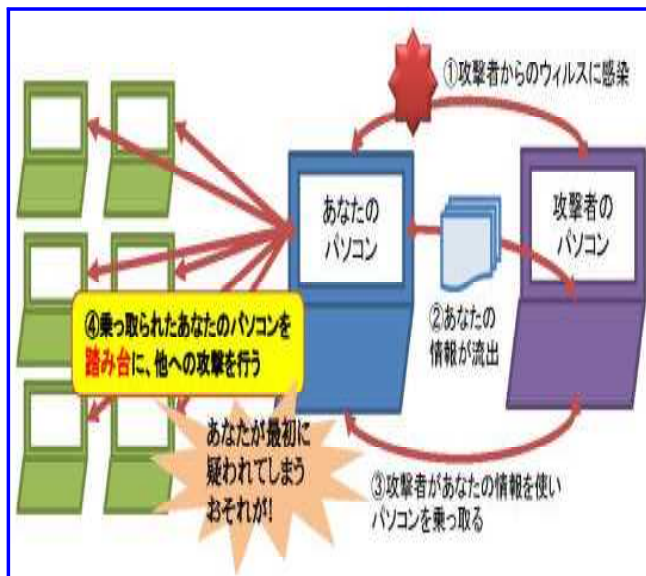 ①攻撃者からのウィルスに感染
あなたの
パソコン
攻撃者の
パソコン
②あなたの
情報が流出
④乗っ取られたあなたのパソコンを
踏み台に、他への攻撃を行う
あなたが最初に
疑われてしまう
おそれが!
③攻撃者があなたの情報を使い
パソコンを乗っ取る